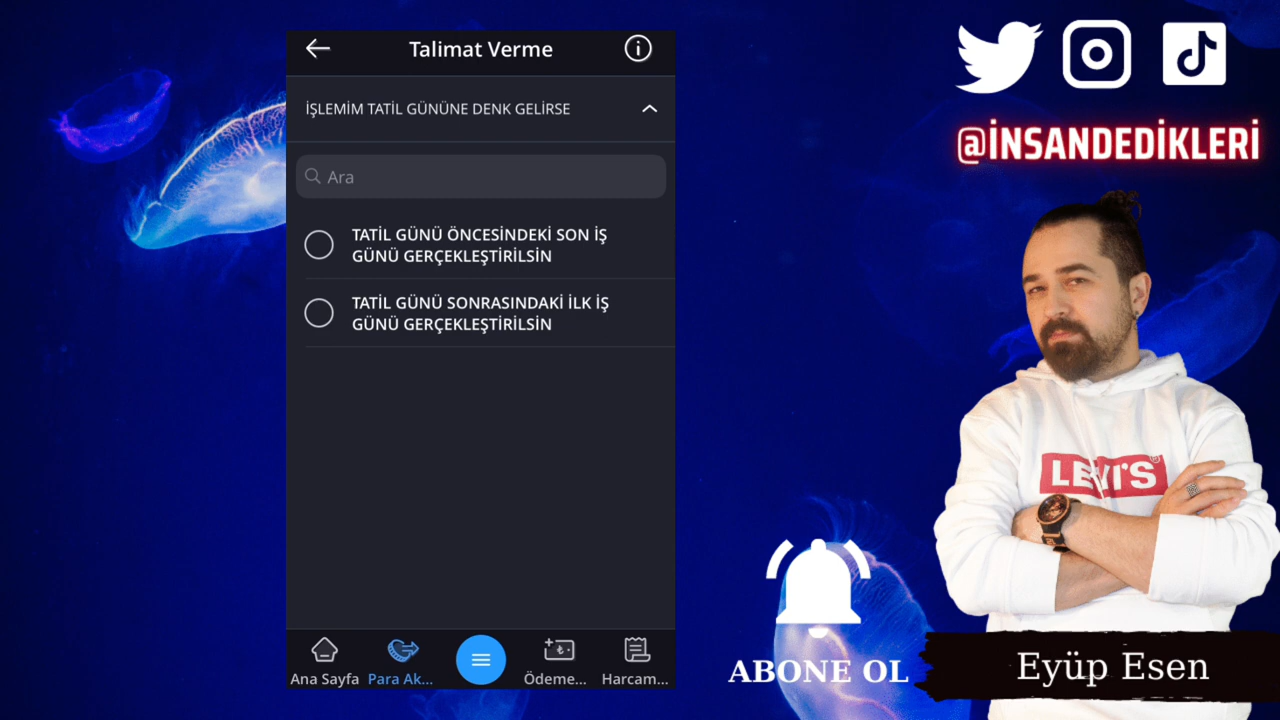 Talimat Verme
İŞLEMİM TATİL GÜNÜNE DENK GELİRSE
Ara
TATİL GÜNÜ ÖNCESİNDEKİ SON İŞ
GÜNÜ GERÇEKLEŞTİRİLSİN
TATİL GÜNÜ SONRASINDAKİ İLK İŞ
GÜNÜ GERÇEKLEŞTİRİLSİN
Ana Sayfa
Para Ak...
Ödeme...
Harcam...
@İNSANDEDİKLERİ
LEVI'S
ABONE OL
Eyüp Esen